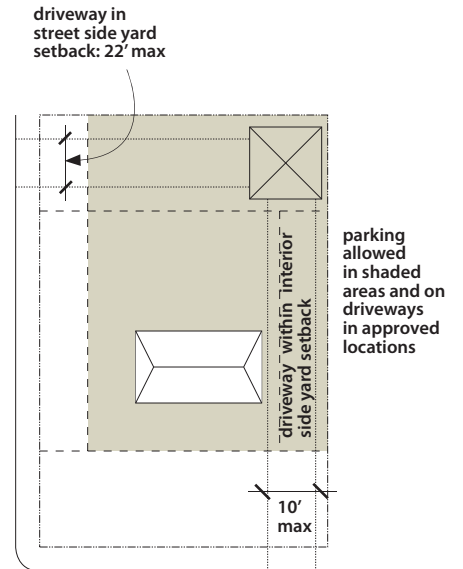 driveway in
street side yard
setback: 22’ max
parking
allowed
in shaded
areas and on
driveways
in approved
locations
driveway within interior
side yard setback
10’
max